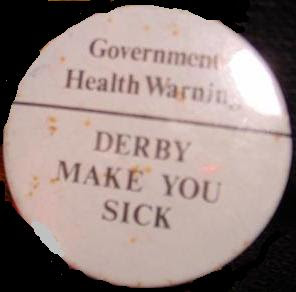 Government
Health Warning
DERBY
MAKE YOU
SICK